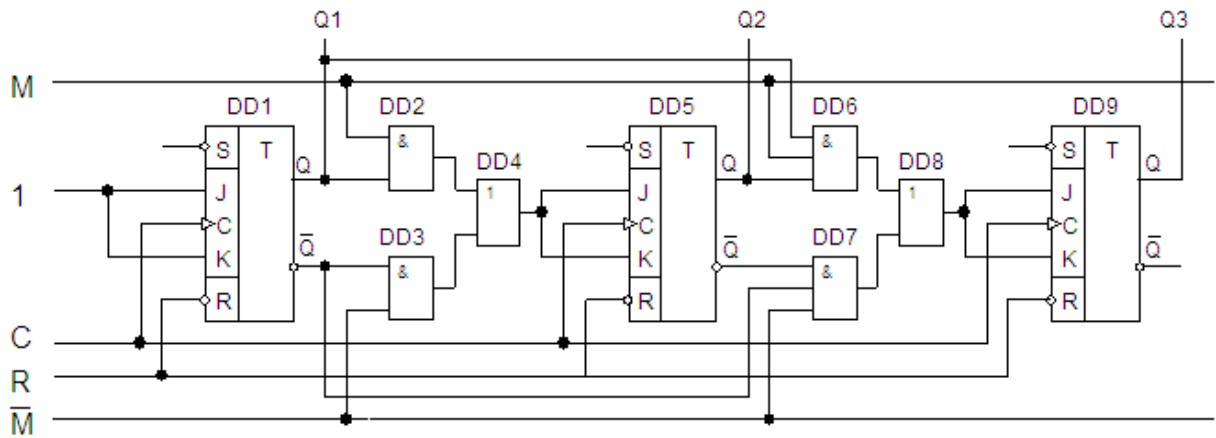 Q1 Q2 Q3
M
DD1 DD2 DD5 DD6 DD9
S T Q & DD4 S T Q & DD8 S T Q
1 J 1 J 1 J
C Q̅ DD3 C Q̅ DD7 C Q̅
K & K & K
R R R
C
R
M̅